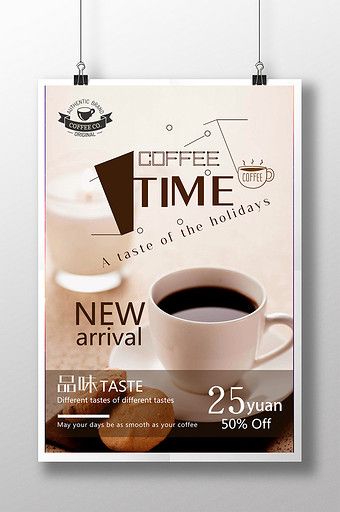 AUTHENTIC BRAND
COFFEE CO.
ORIGINAL
COFFEE
TIME
COFFEE
A taste of the holidays
NEW
arrival
品味TASTE
Different tastes of different tastes
May your days be as smooth as your coffee
25yuan
50% Off